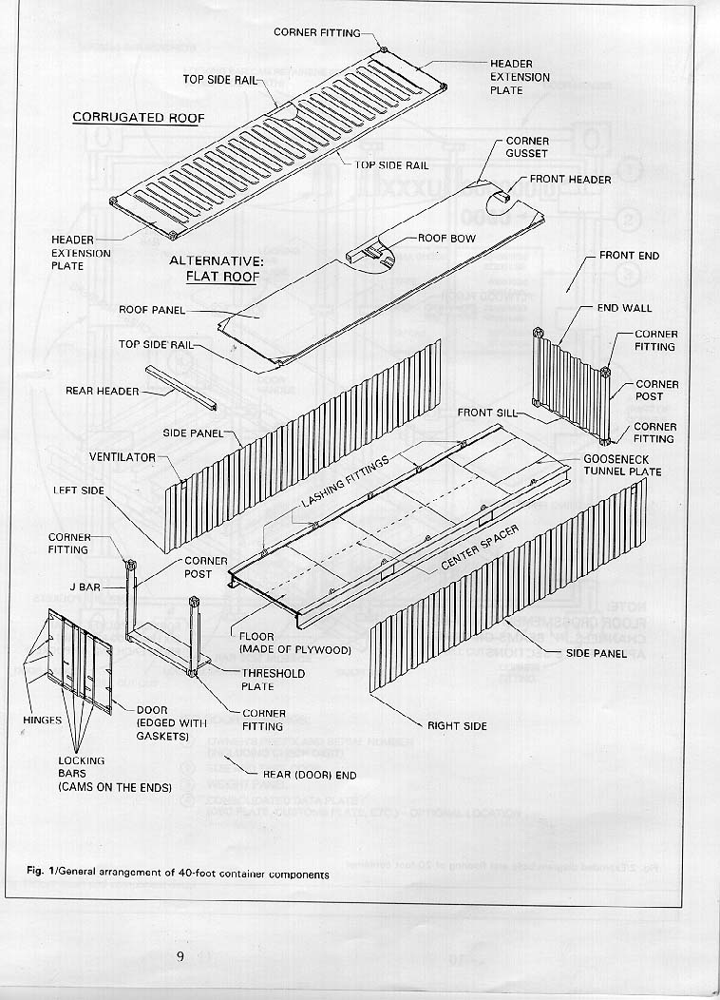 CORNER FITTING
HEADER
EXTENSION
PLATE
TOP SIDE RAIL
CORRUGATED ROOF
CORNER
GUSSET
TOP SIDE RAIL
FRONT HEADER
HEADER
EXTENSION
PLATE
ROOF BOW
ALTERNATIVE:
FLAT ROOF
FRONT END
ROOF PANEL
END WALL
TOP SIDE RAIL
CORNER
FITTING
REAR HEADER
CORNER
POST
FRONT SILL
SIDE PANEL
CORNER
FITTING
VENTILATOR
LASHING FITTINGS
GOOSENECK
TUNNEL PLATE
LEFT SIDE
CORNER
FITTING
CORNER
POST
CENTER SPACER
J BAR
FLOOR
(MADE OF PLYWOOD)
SIDE PANEL
THRESHOLD
PLATE
HINGES
DOOR
(EDGED WITH
GASKETS)
CORNER
FITTING
RIGHT SIDE
LOCKING
BARS
(CAMS ON THE ENDS)
REAR (DOOR) END
Fig. 1/General arrangement of 40-foot container components
9